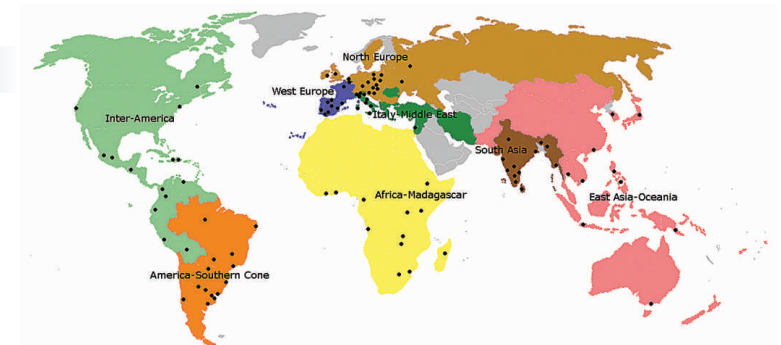 North Europe
West Europe
Inter-America
Italy-Middle East
South Asia
Africa-Madagascar
East Asia-Oceania
America-Southern Cone